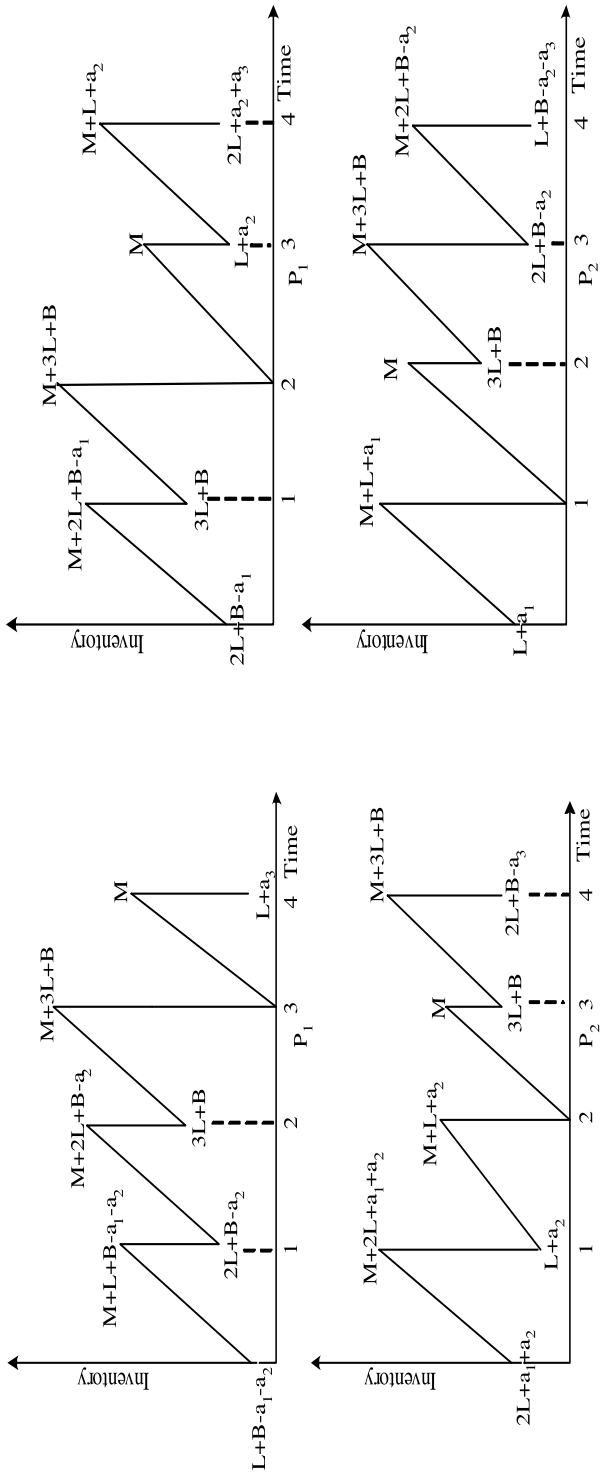 Inventory
M+3L+B
M+2L+B-a₂
M+L+B-a₁-a₂
M
3L+B
2L+B-a₂
L+B-a₁-a₂
L+a₃
1
2
3
4
Time
P₁
Inventory
M+3L+B
M+2L+B-a₁
M+L+a₂
M
3L+B
2L+B-a₁
L+a₂
2L+a₂+a₃
1
2
3
4
Time
P₁
Inventory
M+2L+a₁+a₂
M+3L+B
M+L+a₂
M
3L+B
2L+B-a₃
2L+a₁+a₂
L+a₂
1
2
3
4
Time
P₂
Inventory
M+3L+B
M+L+a₁
M
M+2L+B-a₂
3L+B
L+a₁
2L+B-a₂
L+B-a₂-a₃
1
2
3
4
Time
P₂